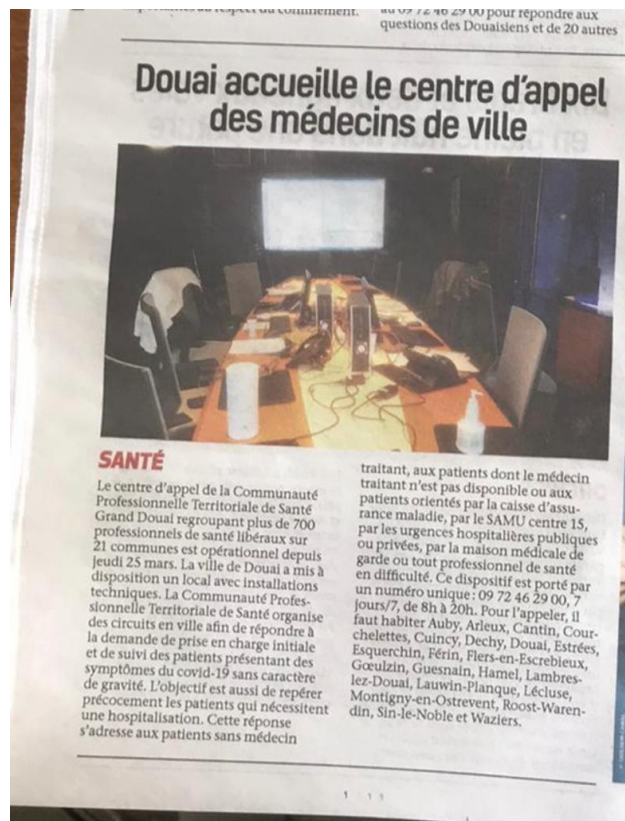 au 09 72 46 29 00 pour répondre aux
questions des Douaisiens et de 20 autres
Douai accueille le centre d'appel
des médecins de ville
SANTÉ
Le centre d'appel de la Communauté
Professionnelle Territoriale de Santé
Grand Douai regroupant plus de 700
professionnels de santé libéraux sur
21 communes est opérationnel depuis
jeudi 25 mars. La ville de Douai a mis à
disposition un local avec installations
techniques. La Communauté Profes-
sionnelle Territoriale de Santé organise
des circuits en ville afin de répondre à
la demande de prise en charge initiale
et de suivi des patients présentant des
symptômes du covid-19 sans caractère
de gravité. L'objectif est aussi de repérer
précocement les patients qui nécessitent
une hospitalisation. Cette réponse
s'adresse aux patients sans médecin
traitant, aux patients dont le médecin
traitant n'est pas disponible ou aux
patients orientés par la caisse d'assu-
rance maladie, par le SAMU centre 15,
par les urgences hospitalières publiques
ou privées, par la maison médicale de
garde ou tout professionnel de santé
en difficulté. Ce dispositif est porté par
un numéro unique : 09 72 46 29 00, 7
jours/7, de 8h à 20h. Pour l'appeler, il
faut habiter Auby, Arleux, Cantin, Cour-
chelettes, Cuincy, Dechy, Douai, Estrées,
Esquerchin, Férin, Flers-en-Escrebieux,
Gœulzin, Guesnain, Hamel, Lambres-
lez-Douai, Lauwin-Planque, Lécluse,
Montigny-en-Ostrevent, Roost-Waren-
din, Sin-le-Noble et Waziers.